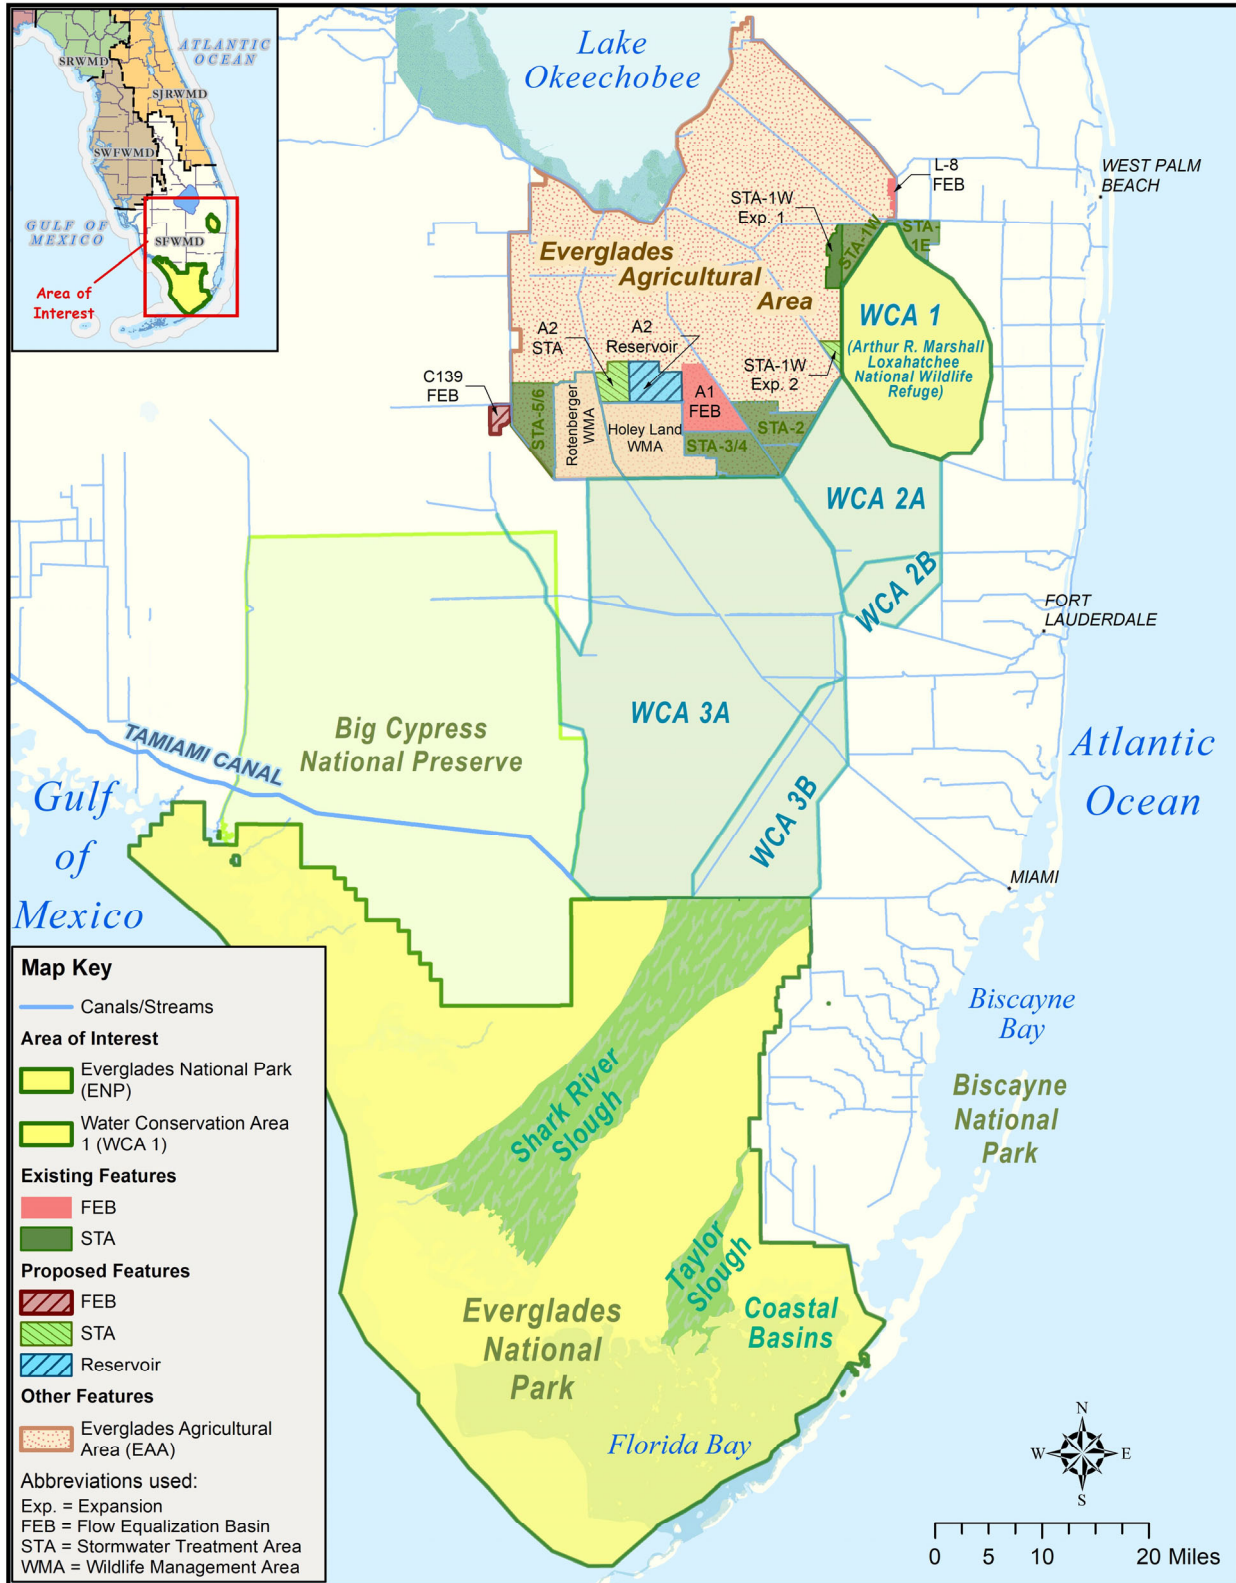 ATLANTIC
OCEAN
SRWMD
SJRWMD
SWFWMD
GULF OF
MEXICO
SFWMD
Area of
Interest
Lake
Okeechobee
L-8
FEB
WEST PALM
BEACH
STA-1W
Exp. 1
STA-1W
STA-
1E
Everglades
Agricultural
Area
WCA 1
(Arthur R. Marshall
Loxahatchee
National Wildlife
Refuge)
A2
STA
A2
Reservoir
STA-1W
Exp. 2
C139
FEB
STA-5/6
Rotenberger
WMA
Holey Land
WMA
A1
FEB
STA-2
STA-3/4
WCA 2A
WCA 2B
FORT
LAUDERDALE
WCA 3A
Big Cypress
National Preserve
TAMIAMI CANAL
Atlantic
Ocean
Gulf
of
Mexico
WCA 3B
MIAMI
Biscayne
Bay
Biscayne
National
Park
Shark River
Slough
Taylor
Slough
Coastal
Basins
Everglades
National
Park
Florida Bay
Map Key
Canals/Streams
Area of Interest
Everglades National Park
(ENP)
Water Conservation Area
1 (WCA 1)
Existing Features
FEB
STA
Proposed Features
FEB
STA
Reservoir
Other Features
Everglades Agricultural
Area (EAA)
Abbreviations used:
Exp. = Expansion
FEB = Flow Equalization Basin
STA = Stormwater Treatment Area
WMA = Wildlife Management Area
N
W E
S
0 5 10 20 Miles